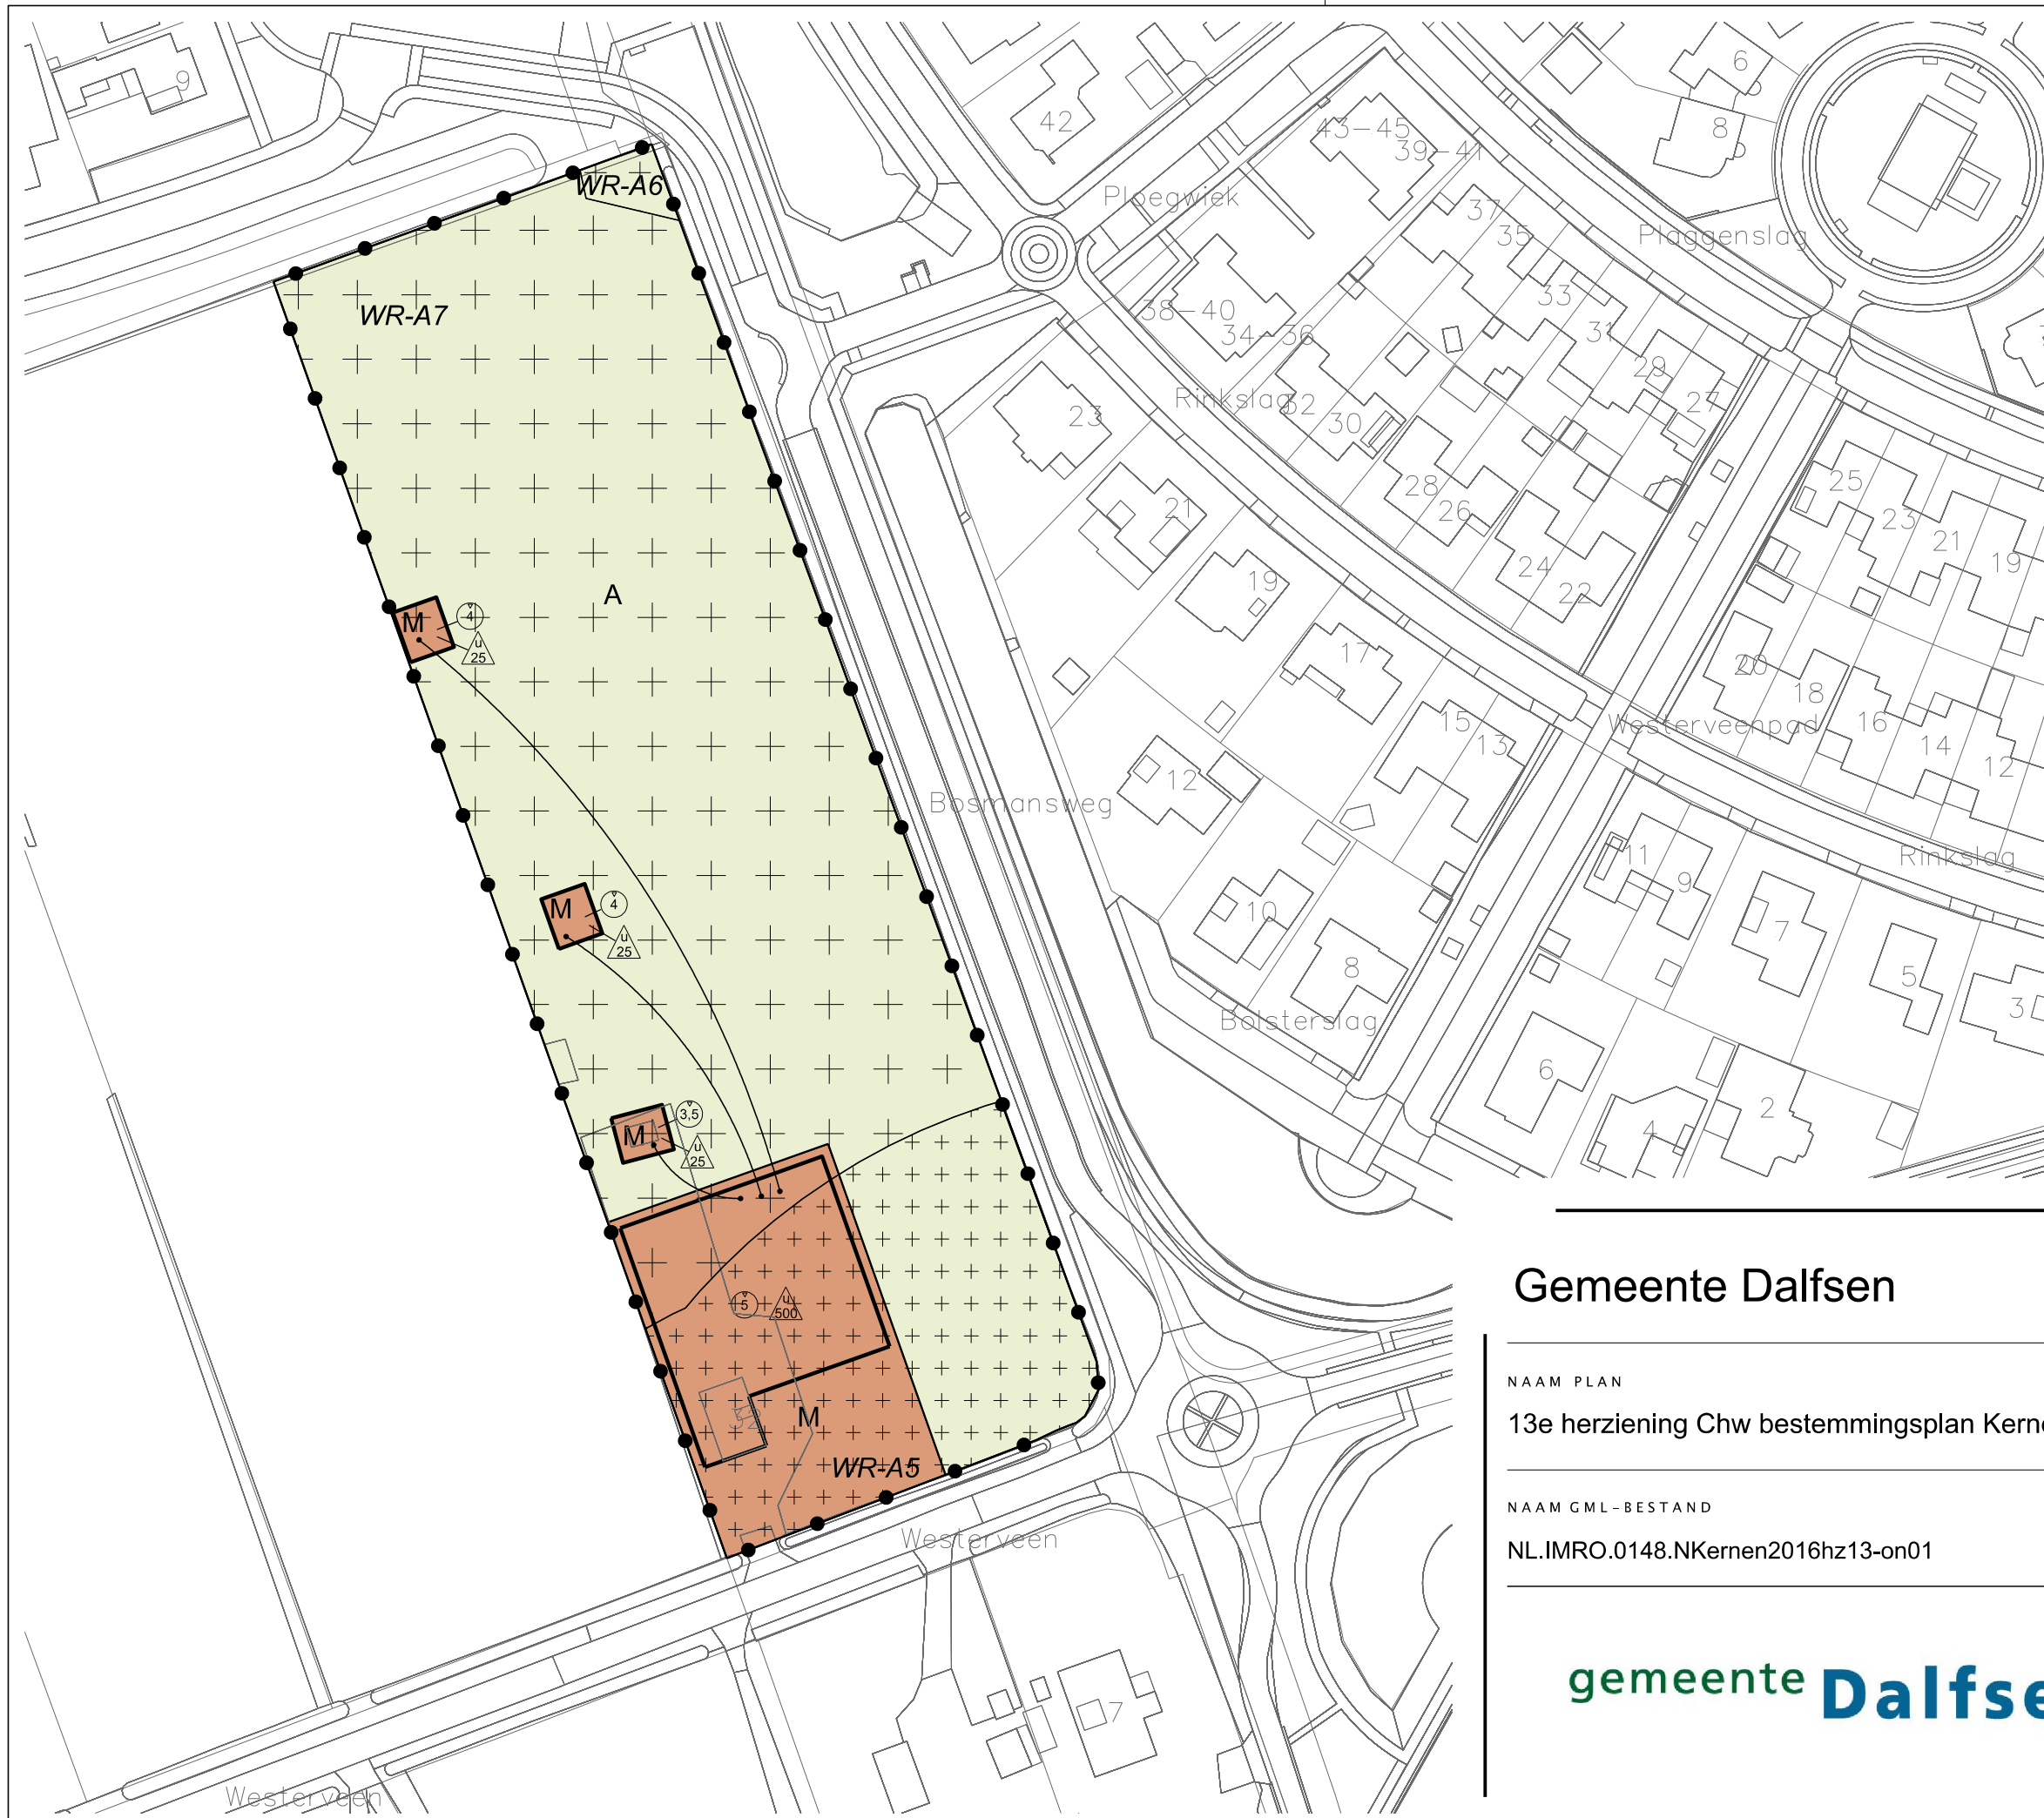 9
42
43-45
39-41
6
8
WR-A6
Ploegwiek
37
35
Plaggenslag
WR-A7
38-40
34-36
33
31
29
27
23
Rinkslag
32
30
28
26
25
23
21
19
21
19
24
22
A
M
4
u
25
17
20
18
16
14
12
15
13
Westerveenpad
12
Bosmansweg
11
9
Rinkslag
M
4
u
25
10
8
7
5
3
Bolsterslag
6
4
2
M
3,5
u
25
5
u
500
M
WR-A5
Westerveen
7
Westerveen
Gemeente Dalfsen
NAAM PLAN
13e herziening Chw bestemmingsplan Kerne
NAAM GML-BESTAND
NL.IMRO.0148.NKernen2016hz13-on01
gemeente Dalfse